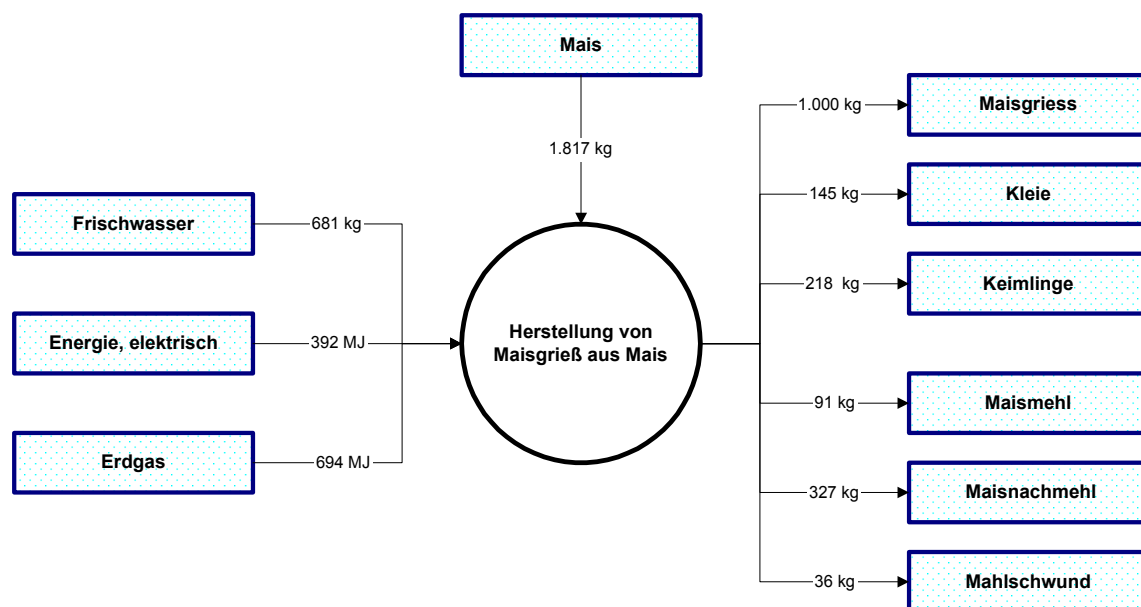 Mais
1.817 kg
Frischwasser
681 kg
Energie, elektrisch
392 MJ
Erdgas
694 MJ
Herstellung von
Maisgrieß aus Mais
1.000 kg
Maisgriess
145 kg
Kleie
218 kg
Keimlinge
91 kg
Maismehl
327 kg
Maisnachmehl
36 kg
Mahlschwund